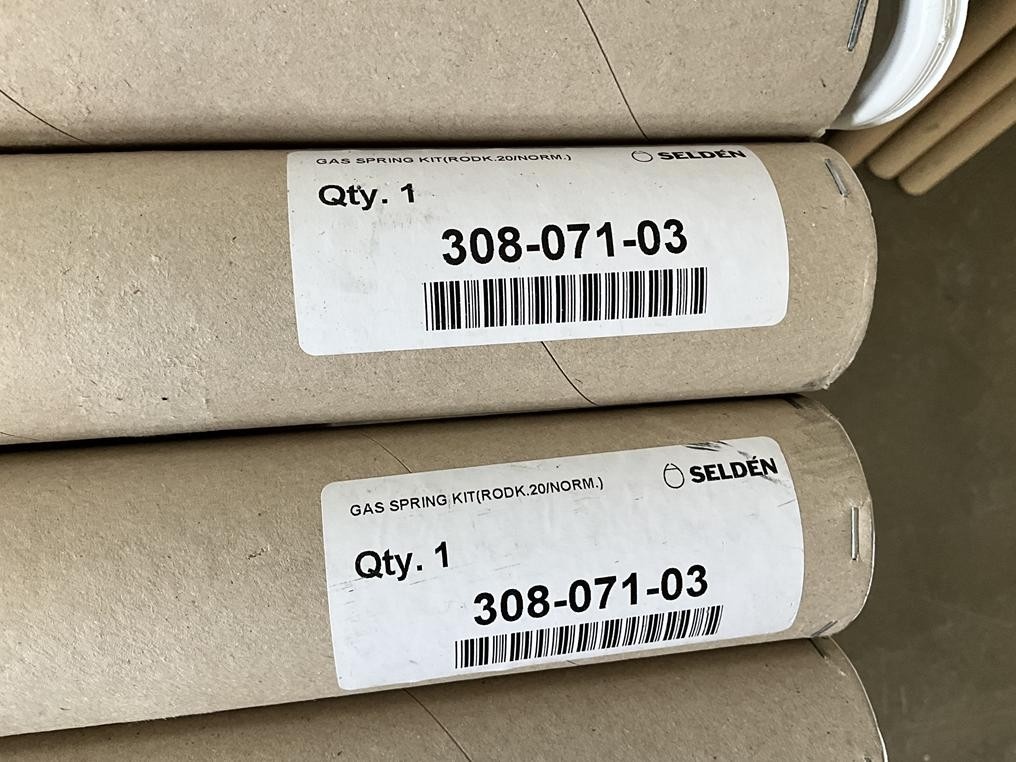 GAS SPRING KIT(RODK.20/NORM.)
SELDÉN
Qty. 1
308-071-03
GAS SPRING KIT(RODK.20/NORM.)
SELDÉN
Qty. 1
308-071-03